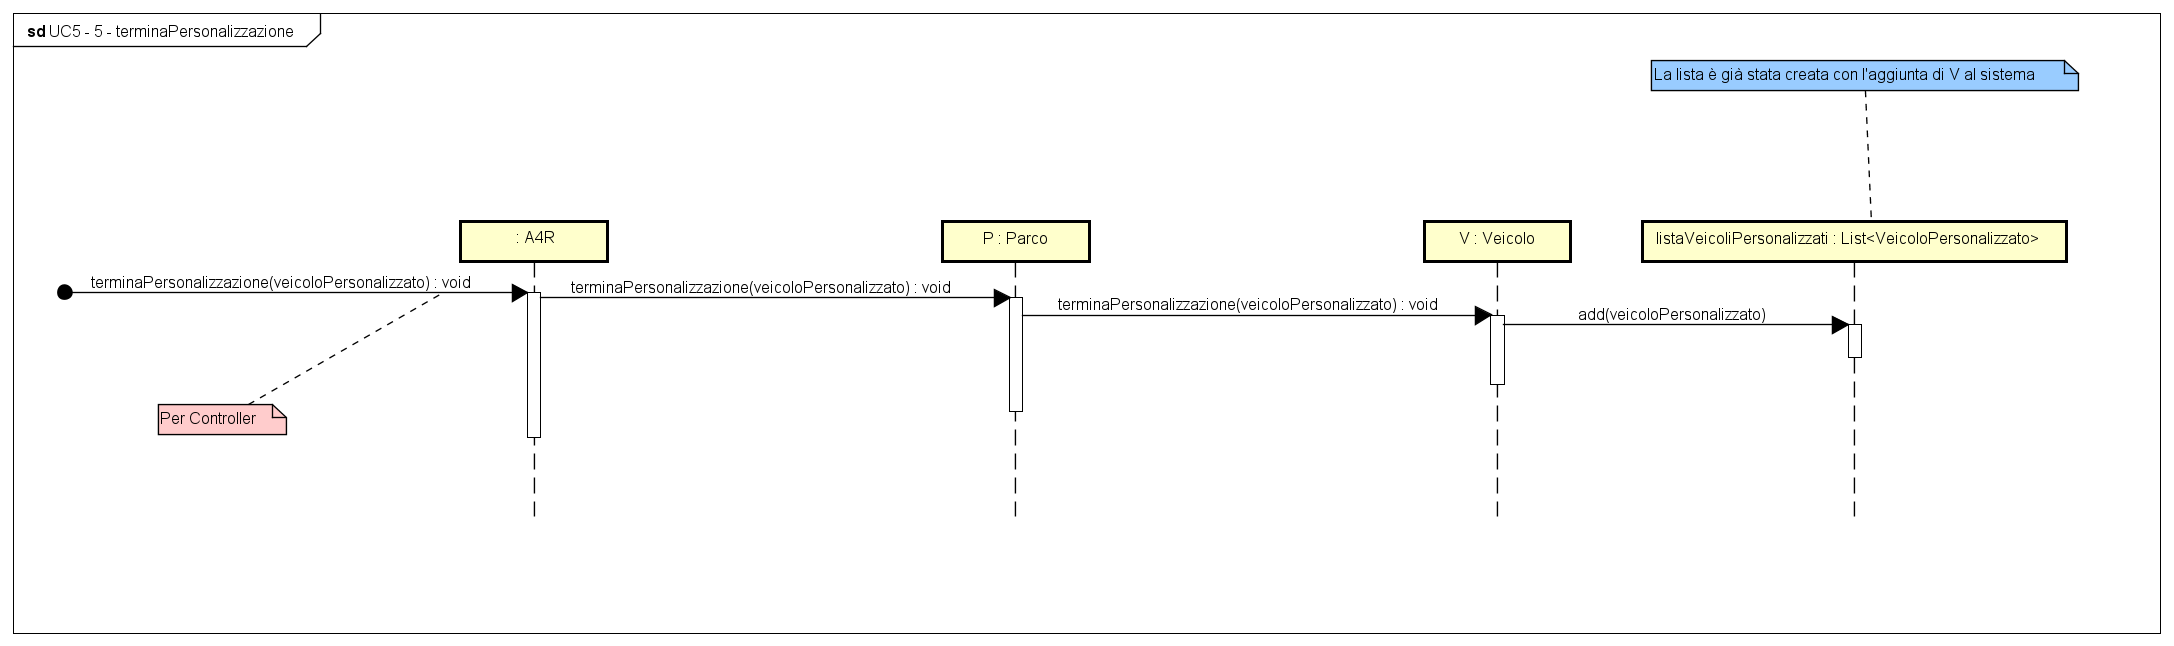 sd UC5 - 5 - terminaPersonalizzazione
La lista è già stata creata con l'aggiunta di V al sistema
: A4R
P : Parco
V : Veicolo
listaVeicoliPersonalizzati : List<VeicoloPersonalizzato>
terminaPersonalizzazione(veicoloPersonalizzato) : void
terminaPersonalizzazione(veicoloPersonalizzato) : void
terminaPersonalizzazione(veicoloPersonalizzato) : void
add(veicoloPersonalizzato)
Per Controller